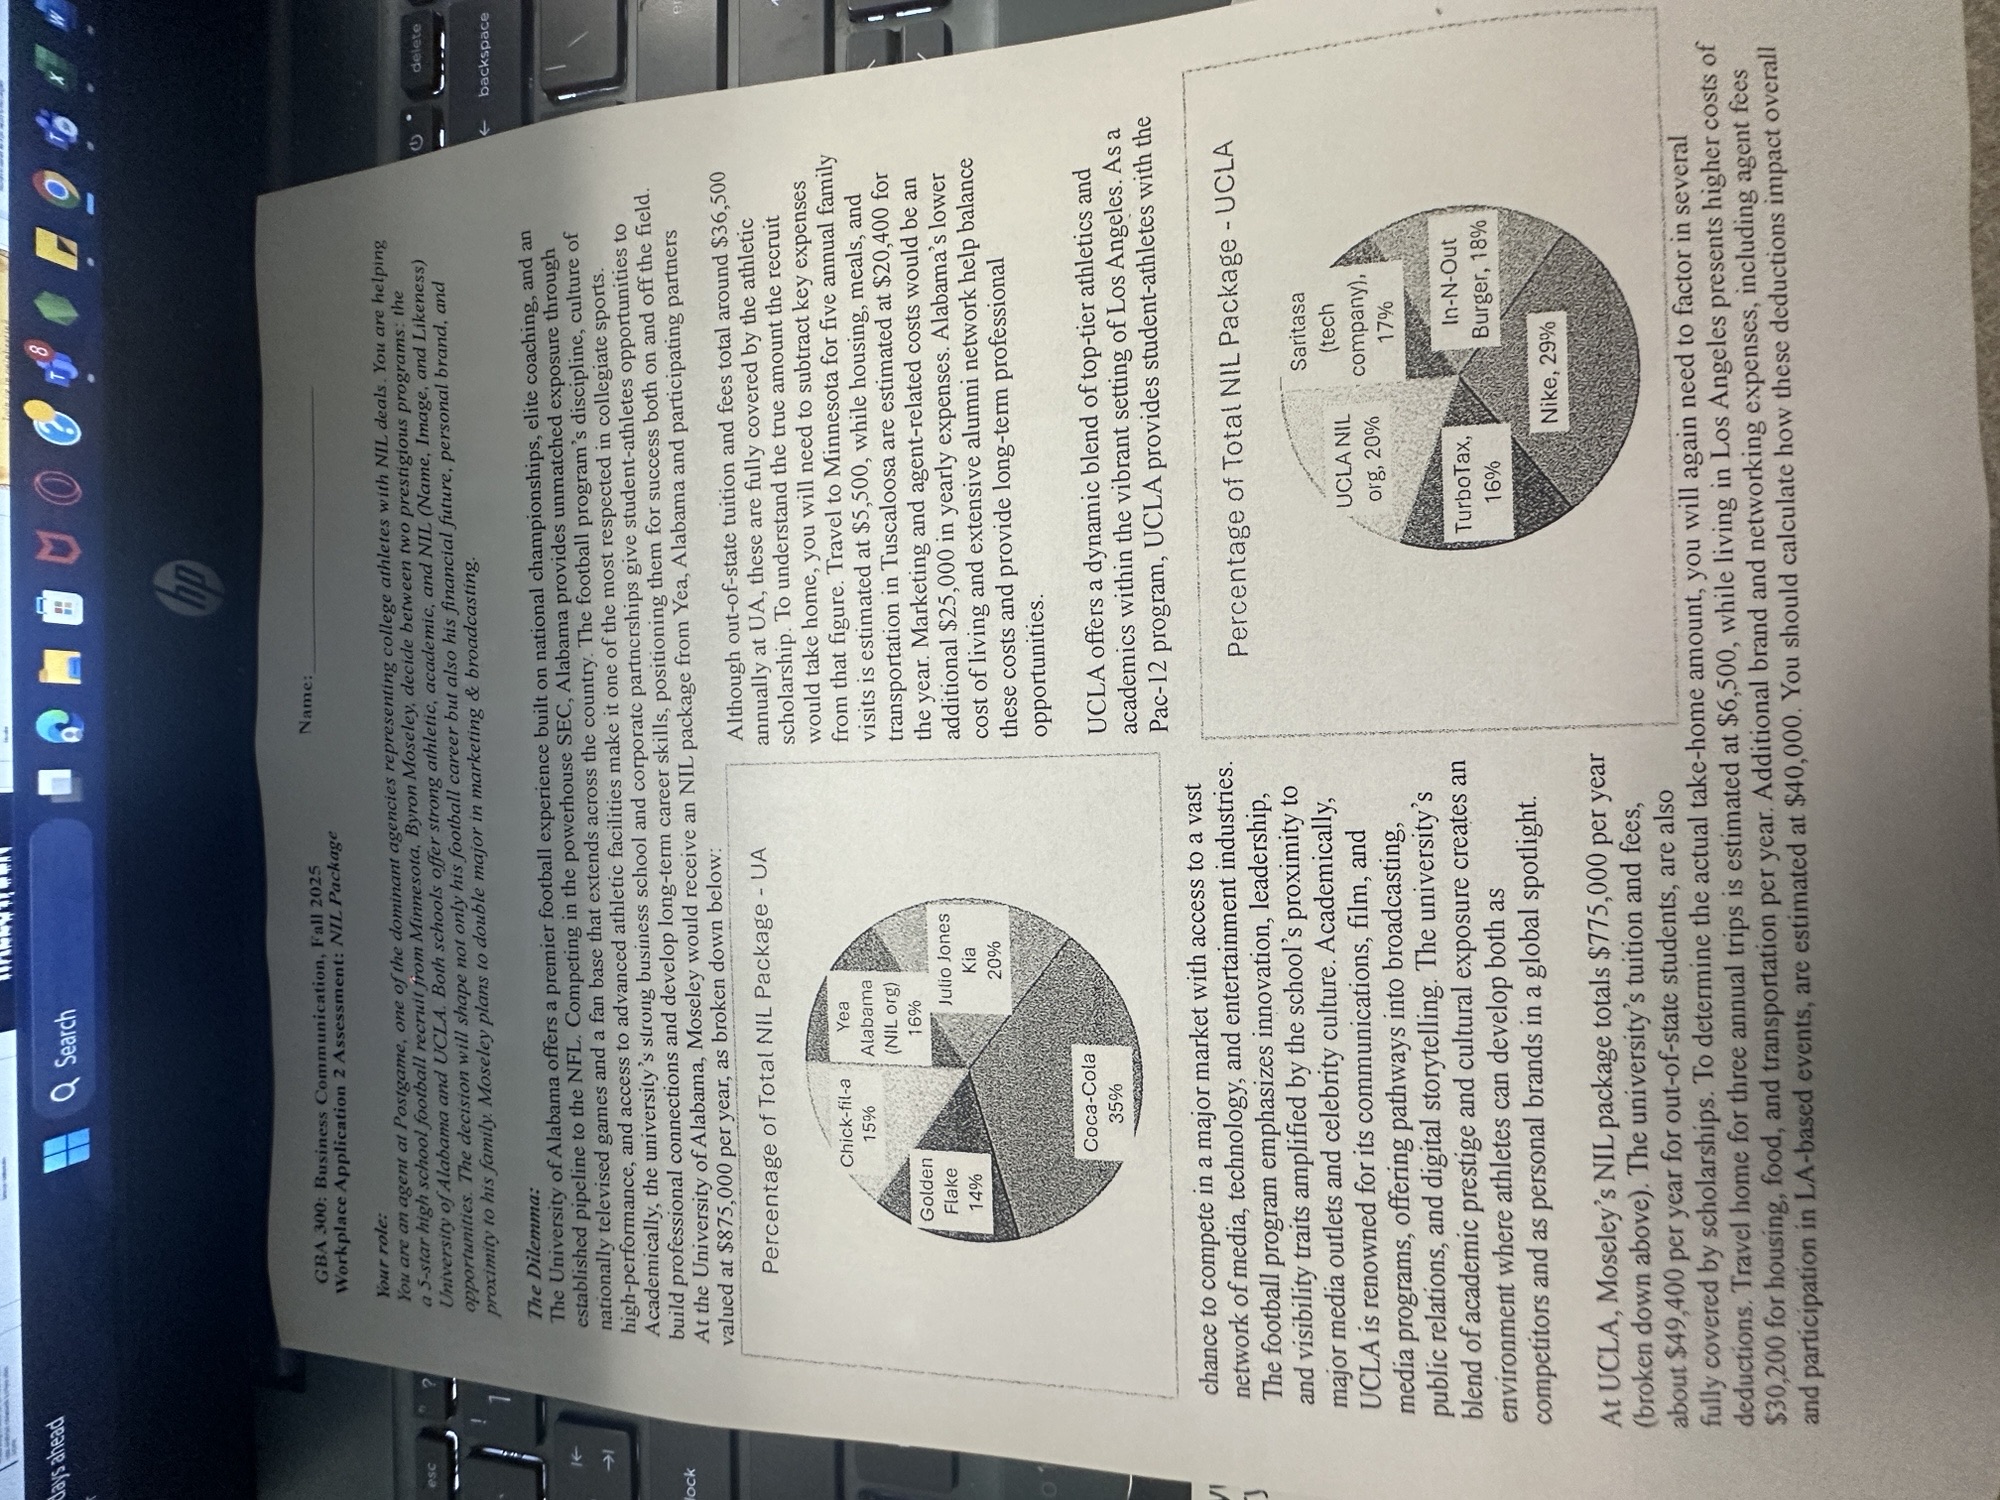 days ahead
Search
8
hp
esc
?
!
1
lock
delete
backspace
GBA 300: Business Communication, Fall 2025
Workplace Application 2 Assessment: NIL Package
Name:
Your role:
You are an agent at Postgame, one of the dominant agencies representing college athletes with NIL deals. You are helping
a 5-star high school football recruit from Minnesota, Byron Moseley, decide between two prestigious programs: the
University of Alabama and UCLA. Both schools offer strong athletic, academic, and NIL (Name, Image, and Likeness)
opportunities. The decision will shape not only his football career but also his financial future, personal brand, and
proximity to his family. Moseley plans to double major in marketing & broadcasting.
The Dilemma:
The University of Alabama offers a premier football experience built on national championships, elite coaching, and an
established pipeline to the NFL. Competing in the powerhouse SEC, Alabama provides unmatched exposure through
nationally televised games and a fan base that extends across the country. The football program's discipline, culture of
high-performance, and access to advanced athletic facilities make it one of the most respected in collegiate sports.
Academically, the university's strong business school and corporate partnerships give student-athletes opportunities to
build professional connections and develop long-term career skills, positioning them for success both on and off the field.
At the University of Alabama, Moseley would receive an NIL package from Yea, Alabama and participating partners
valued at $875,000 per year, as broken down below:
Percentage of Total NIL Package - UA
Chick-fil-a
15%
Yea
Alabama
(NIL org)
16%
Golden
Flake
14%
Julio Jones
Kia
20%
Coca-Cola
35%
Although out-of-state tuition and fees total around $36,500
annually at UA, these are fully covered by the athletic
scholarship. To understand the true amount the recruit
would take home, you will need to subtract key expenses
from that figure. Travel to Minnesota for five annual family
visits is estimated at $5,500, while housing, meals, and
transportation in Tuscaloosa are estimated at $20,400 for
the year. Marketing and agent-related costs would be an
additional $25,000 in yearly expenses. Alabama's lower
cost of living and extensive alumni network help balance
these costs and provide long-term professional
opportunities.
UCLA offers a dynamic blend of top-tier athletics and
academics within the vibrant setting of Los Angeles. As a
Pac-12 program, UCLA provides student-athletes with the
chance to compete in a major market with access to a vast
network of media, technology, and entertainment industries.
The football program emphasizes innovation, leadership,
and visibility traits amplified by the school's proximity to
major media outlets and celebrity culture. Academically,
UCLA is renowned for its communications, film, and
media programs, offering pathways into broadcasting,
public relations, and digital storytelling. The university's
blend of academic prestige and cultural exposure creates an
environment where athletes can develop both as
competitors and as personal brands in a global spotlight.
Percentage of Total NIL Package - UCLA
Saritasa
(tech
company),
17%
UCLA NIL
org, 20%
TurboTax,
16%
In-N-Out
Burger, 18%
Nike, 29%
At UCLA, Moseley's NIL package totals $775,000 per year
(broken down above). The university's tuition and fees,
about $49,400 per year for out-of-state students, are also
fully covered by scholarships. To determine the actual take-home amount, you will again need to factor in several
deductions. Travel home for three annual trips is estimated at $6,500, while living in Los Angeles presents higher costs of
$30,200 for housing, food, and transportation per year. Additional brand and networking expenses, including agent fees
and participation in LA-based events, are estimated at $40,000. You should calculate how these deductions impact overall